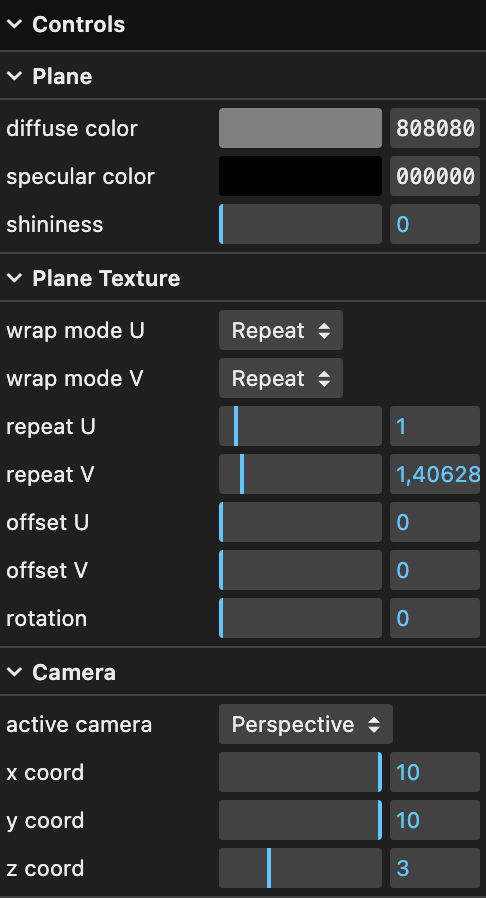 Controls
Plane
diffuse color 808080
specular color 000000
shininess 0
Plane Texture
wrap mode U Repeat
wrap mode V Repeat
repeat U 1
repeat V 1,40628
offset U 0
offset V 0
rotation 0
Camera
active camera Perspective
x coord 10
y coord 10
z coord 3